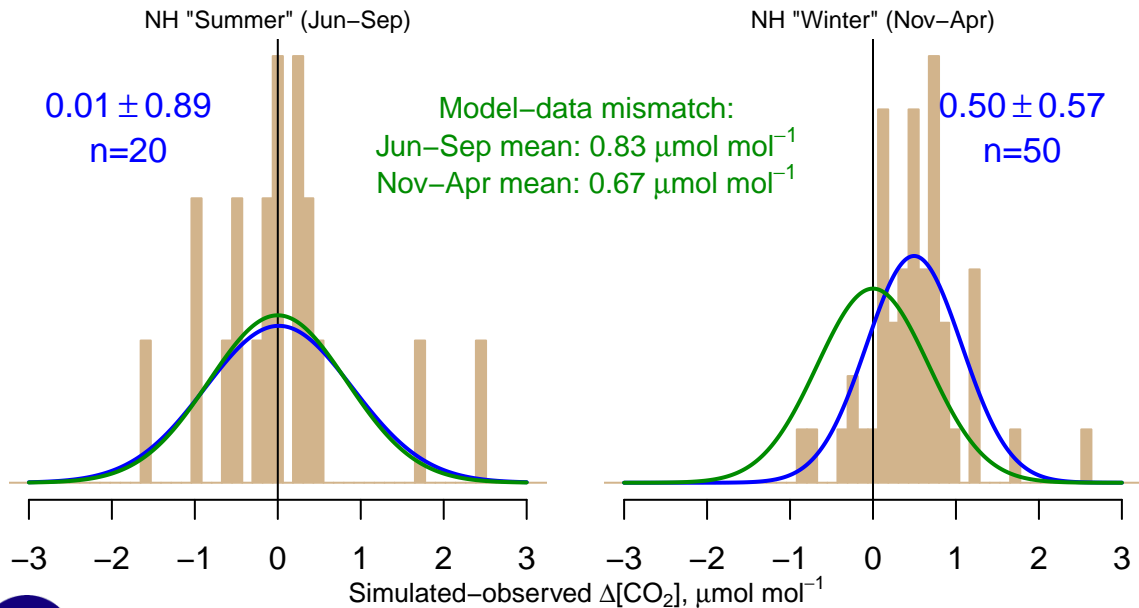 NH "Summer" (Jun−Sep)
NH "Winter" (Nov−Apr)
0.01 ± 0.89
n=20
Model−data mismatch:
Jun−Sep mean: 0.83 μmol mol⁻¹
Nov−Apr mean: 0.67 μmol mol⁻¹
0.50 ± 0.57
n=50
−3 −2 −1 0 1 2 3
−3 −2 −1 0 1 2 3
Simulated−observed Δ[CO₂], μmol mol⁻¹